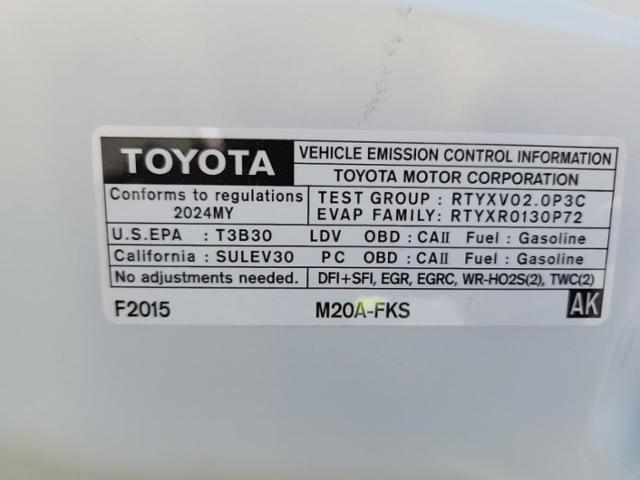 TOYOTA
VEHICLE EMISSION CONTROL INFORMATION
TOYOTA MOTOR CORPORATION
Conforms to regulations
2024MY
TEST GROUP : RTYXV02.0P3C
EVAP FAMILY: RTYXR0130P72
U.S.EPA : T3B30 LDV OBD : CAII Fuel : Gasoline
California : SULEV30 PC OBD : CAII Fuel : Gasoline
No adjustments needed. DFI+SFI, EGR, EGRC, WR-HO2S(2), TWC(2)
F2015 M20A-FKS AK